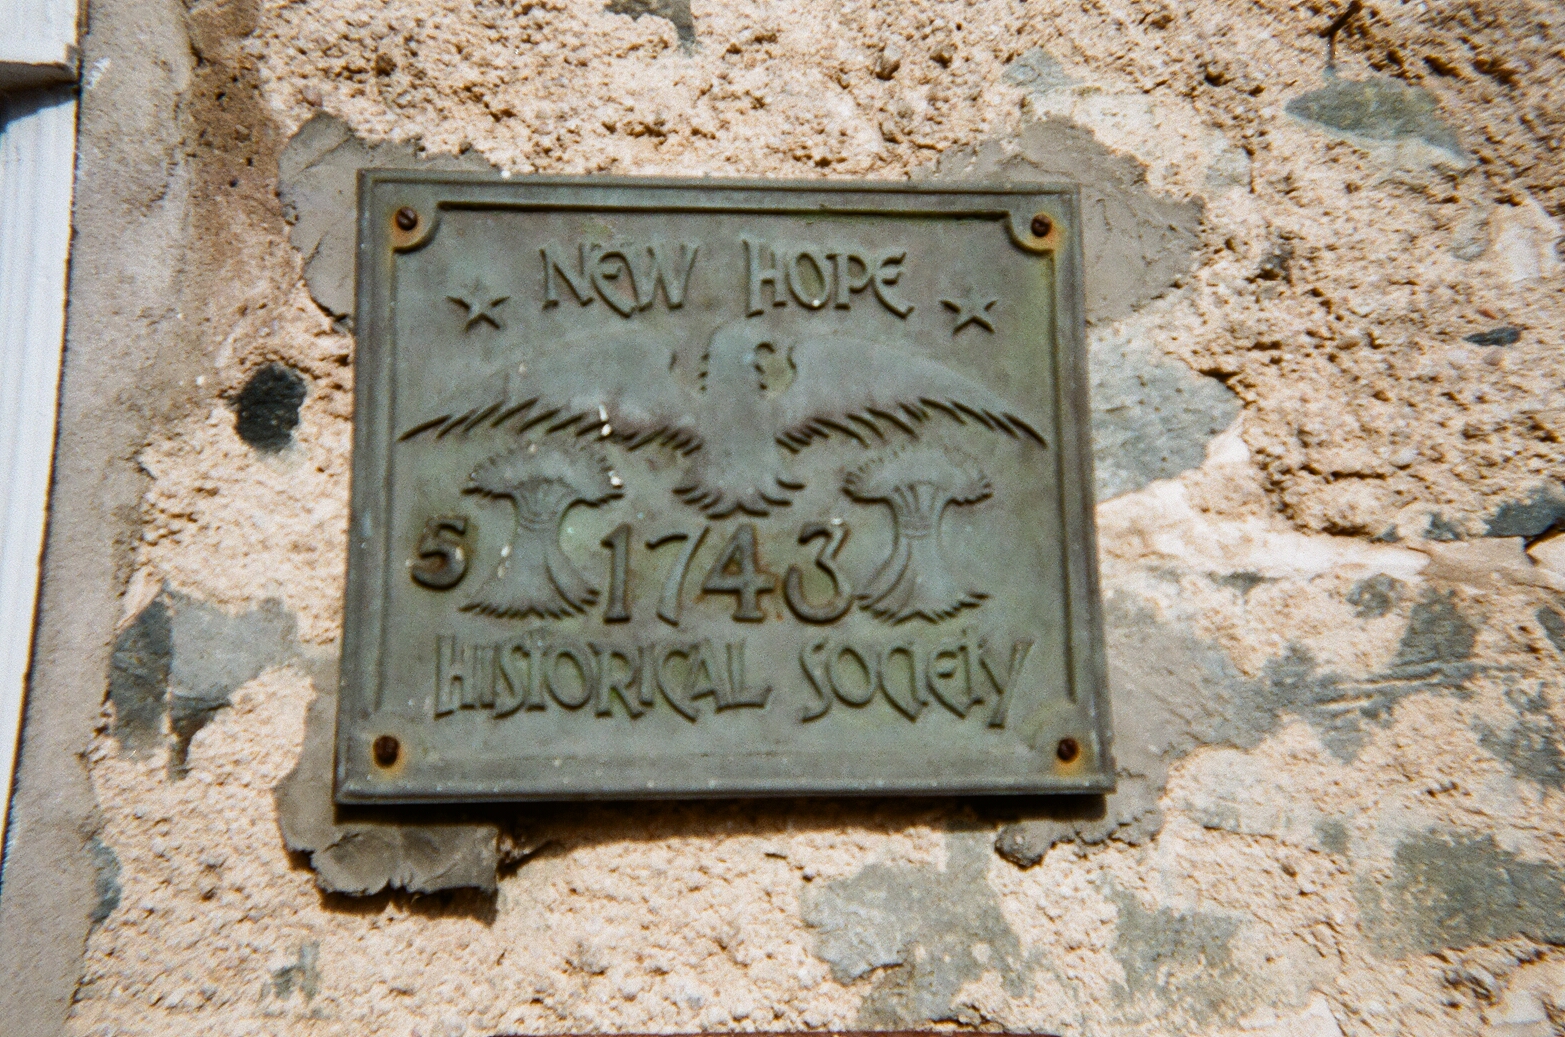 NEW HOPE
5
1743
HISTORICAL SOCIETY